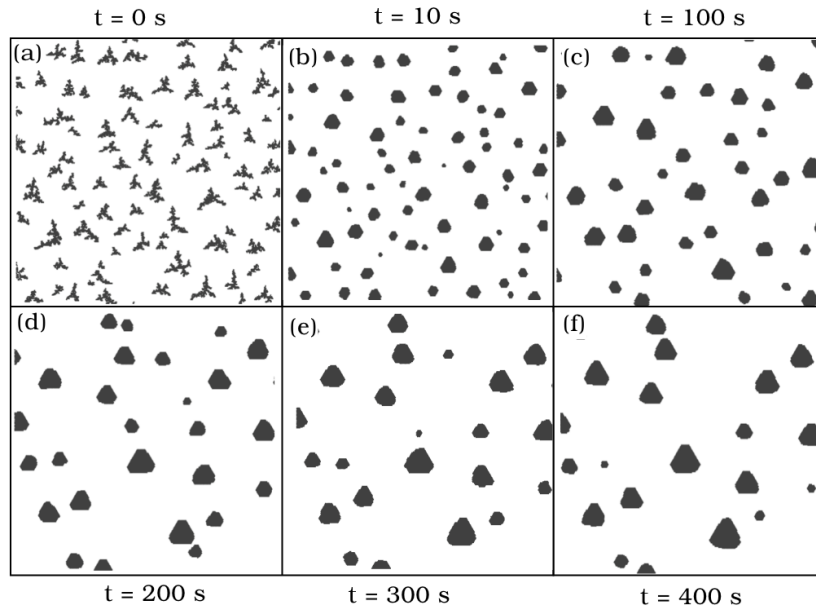 t = 0 s
t = 10 s
t = 100 s
(a)
(b)
(c)
(d)
(e)
(f)
t = 200 s
t = 300 s
t = 400 s